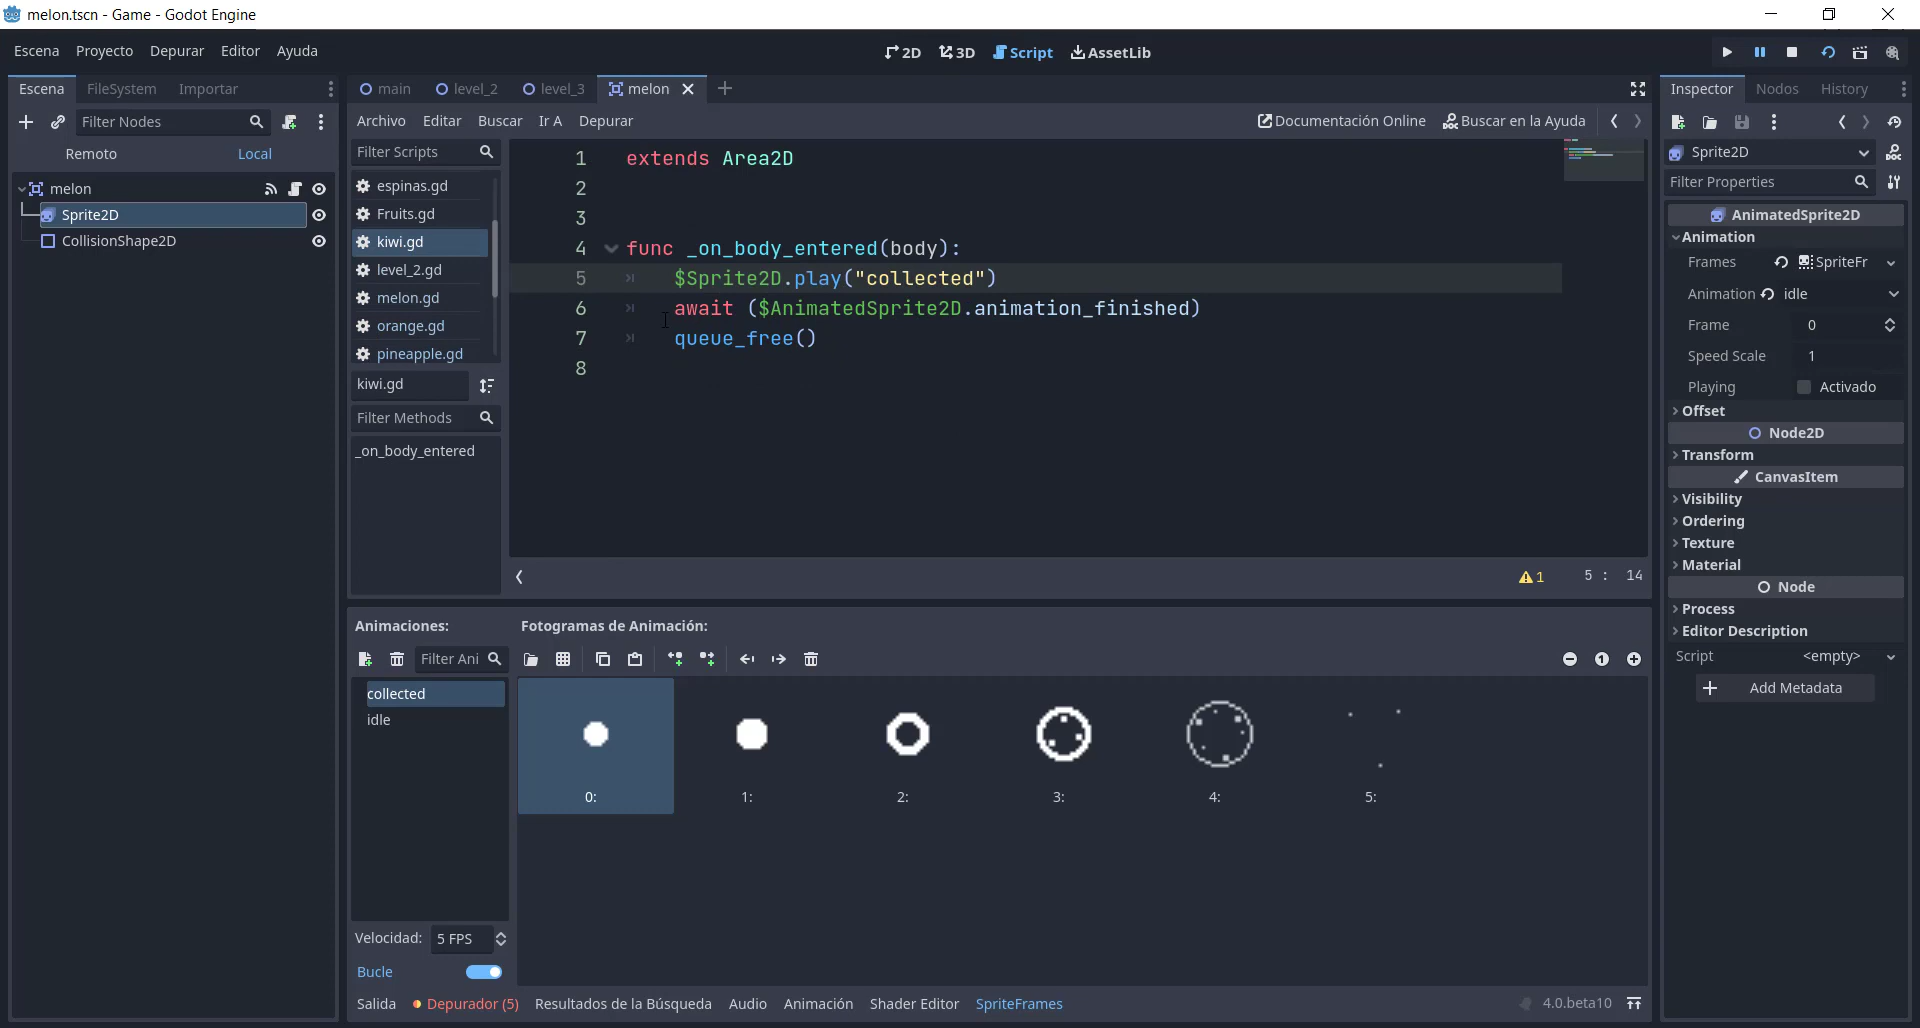 melon.tscn - Game - Godot Engine
Escena Proyecto Depurar Editor Ayuda
2D 3D Script AssetLib
Escena FileSystem Importar
main level_2 level_3 melon
Inspector Nodos History
Filter Nodes
Archivo Editar Buscar Ir A Depurar
Documentación Online Buscar en la Ayuda
Remoto Local
Filter Scripts
Sprite2D
Filter Properties
melon
Sprite2D
CollisionShape2D
espinas.gd
Fruits.gd
kiwi.gd
level_2.gd
melon.gd
orange.gd
pineapple.gd
kiwi.gd
Filter Methods
_on_body_entered
1 extends Area2D
2
3
4 func _on_body_entered(body):
5 $Sprite2D.play("collected")
6 await ($AnimatedSprite2D.animation_finished)
7 queue_free()
8
1 5 : 14
AnimatedSprite2D
Animation
Frames SpriteFr
Animation idle
Frame 0
Speed Scale 1
Playing Activado
Offset
Node2D
Transform
CanvasItem
Visibility
Ordering
Texture
Material
Node
Process
Editor Description
Script <empty>
Add Metadata
Animaciones: Fotogramas de Animación:
Filter Ani
1
collected
idle
0: 1: 2: 3: 4: 5:
Velocidad: 5 FPS
Bucle
Salida Depurador (5) Resultados de la Búsqueda Audio Animación Shader Editor SpriteFrames 4.0.beta10